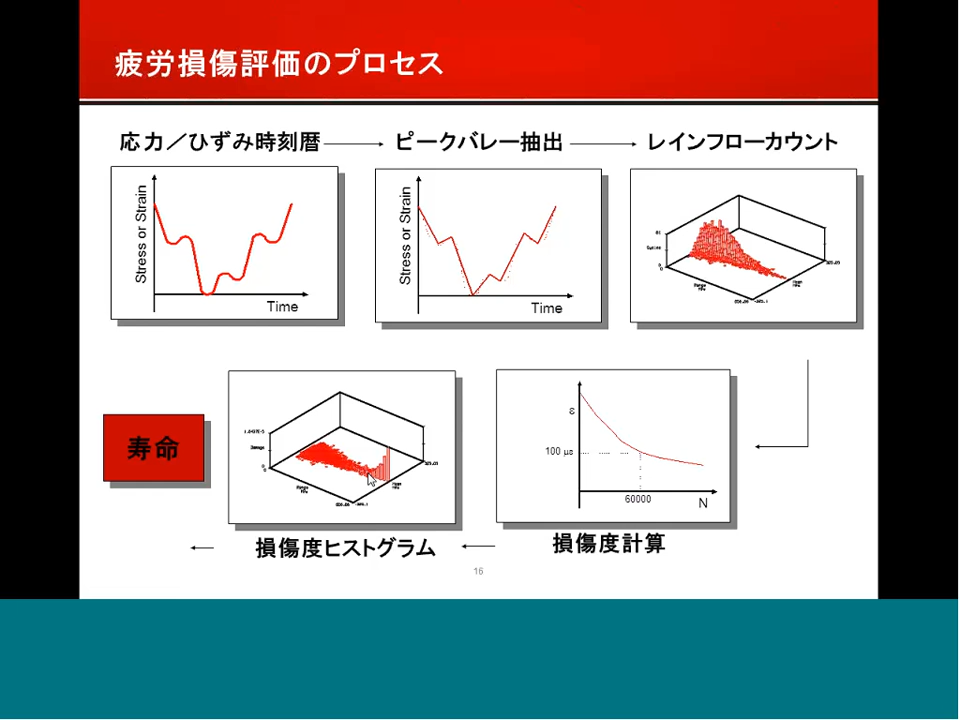 疲労損傷評価のプロセス
応力／ひずみ時刻暦
ピークバレー抽出
レインフローカウント
Stress or Strain
Time
Stress or Strain
Time
寿命
ε
100 με
60000
N
損傷度ヒストグラム
損傷度計算
16